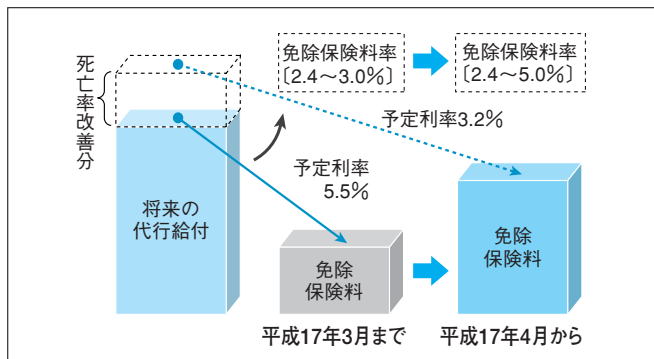 死亡率改善分
免除保険料率
〔2.4~3.0%〕
免除保険料率
〔2.4~5.0%〕
予定利率3.2%
予定利率
5.5%
将来の
代行給付
免除
保険料
免除
保険料
平成17年3月まで
平成17年4月から